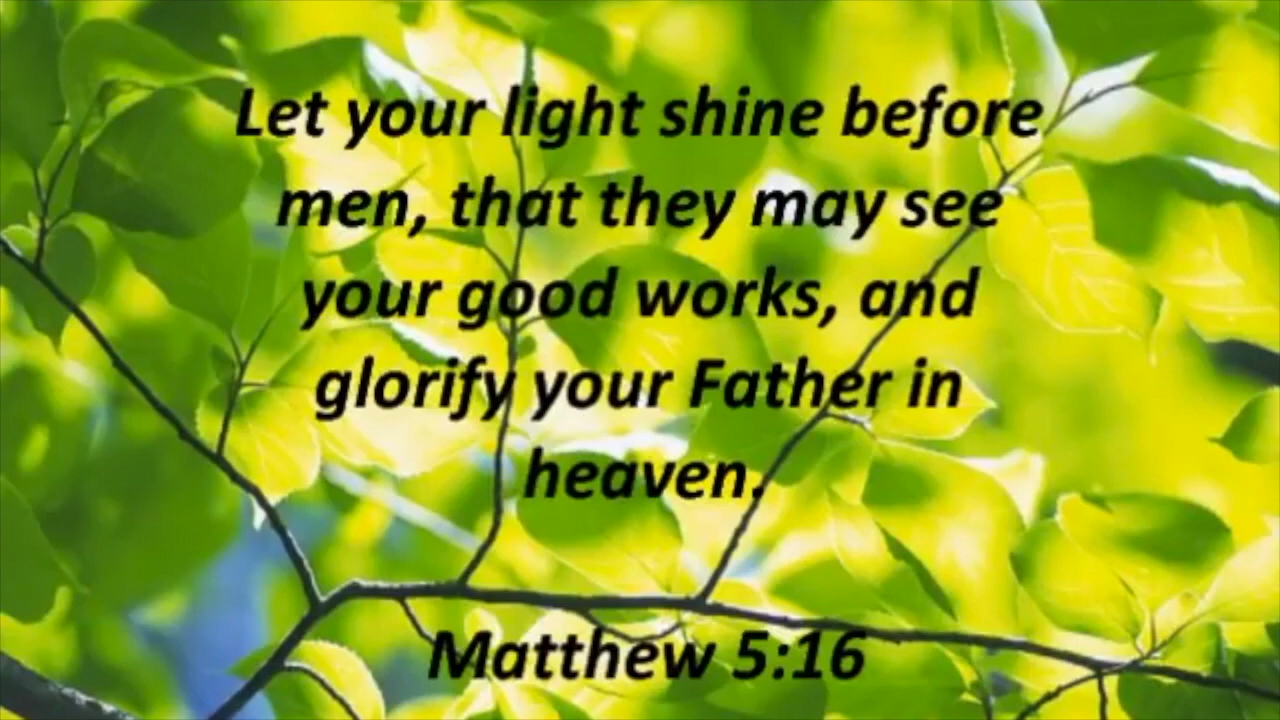 Let your light shine before
men, that they may see
your good works, and
glorify your Father in
heaven.
Matthew 5:16